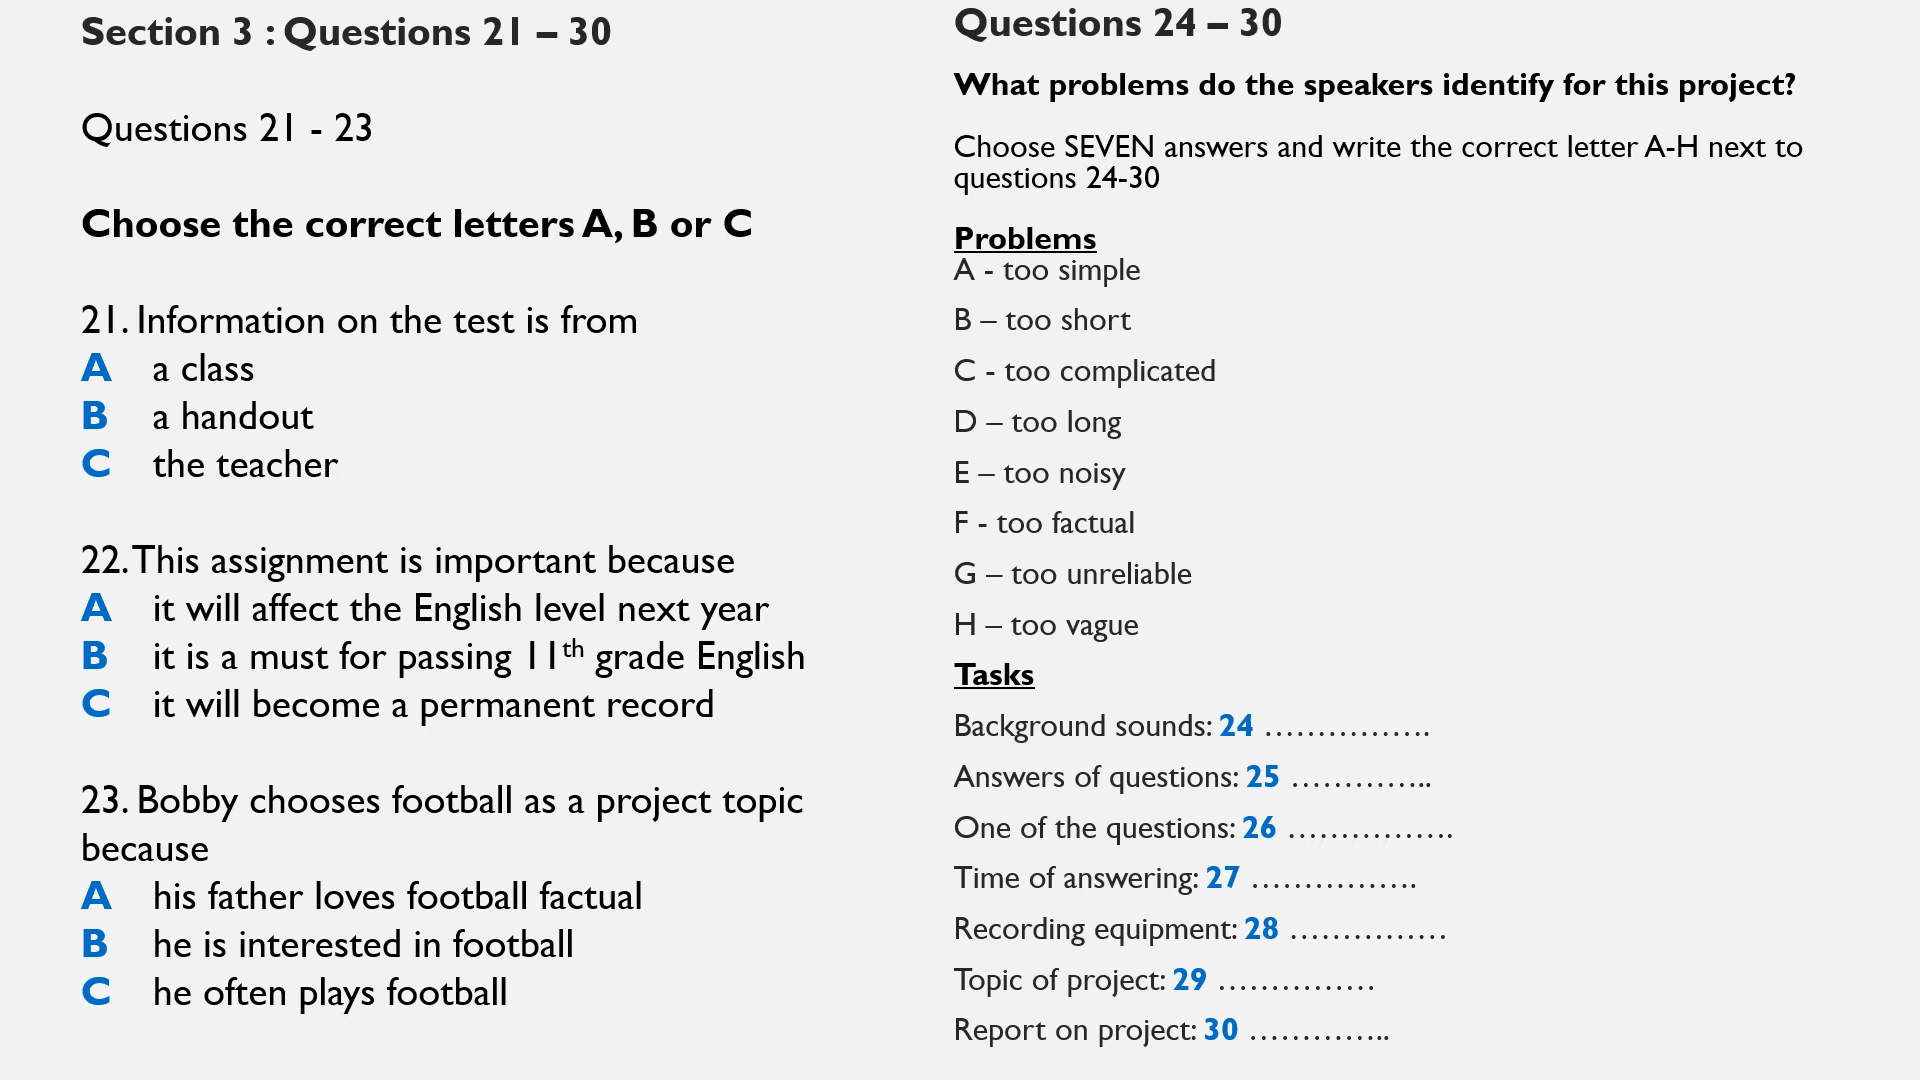 Section 3 : Questions 21 – 30
Questions 21 - 23
Choose the correct letters A, B or C
21. Information on the test is from
A a class
B a handout
C the teacher
22. This assignment is important because
A it will affect the English level next year
B it is a must for passing 11th grade English
C it will become a permanent record
23. Bobby chooses football as a project topic
because
A his father loves football factual
B he is interested in football
C he often plays football
Questions 24 – 30
What problems do the speakers identify for this project?
Choose SEVEN answers and write the correct letter A-H next to
questions 24-30
Problems
A - too simple
B – too short
C - too complicated
D – too long
E – too noisy
F - too factual
G – too unreliable
H – too vague
Tasks
Background sounds: 24 …………….
Answers of questions: 25 …………..
One of the questions: 26 …………….
Time of answering: 27 …………….
Recording equipment: 28 ……………
Topic of project: 29 ……………
Report on project: 30 …………..